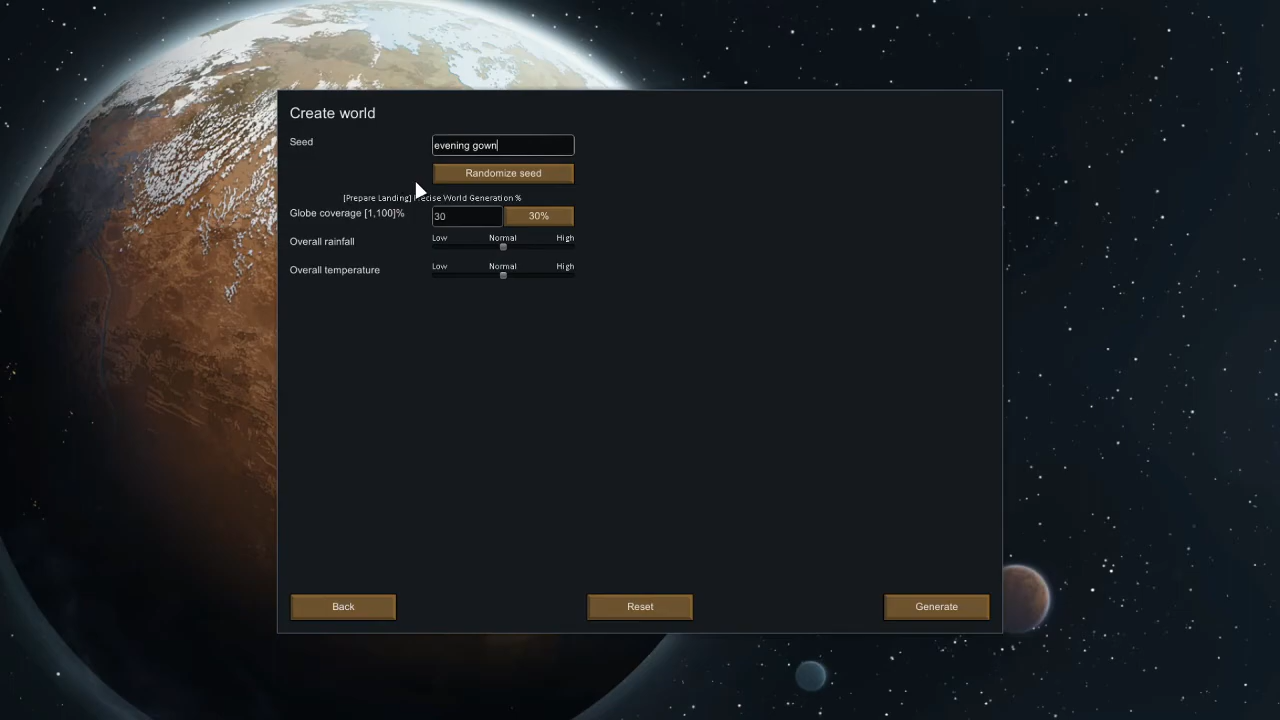 Create world
Seed
evening gown
Randomize seed
[Prepare Landing] Precise World Generation %
Globe coverage [1,100]%
30
30%
Overall rainfall
Low
Normal
High
Overall temperature
Low
Normal
High
Back
Reset
Generate